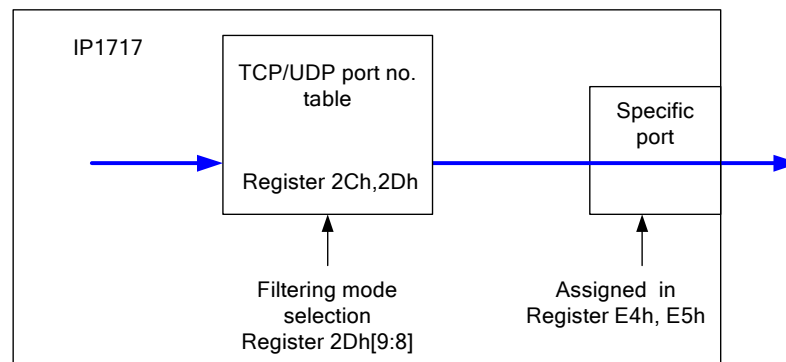 IP1717
TCP/UDP port no.
table
Register 2Ch,2Dh
Specific
port
Filtering mode
selection
Register 2Dh[9:8]
Assigned in
Register E4h, E5h